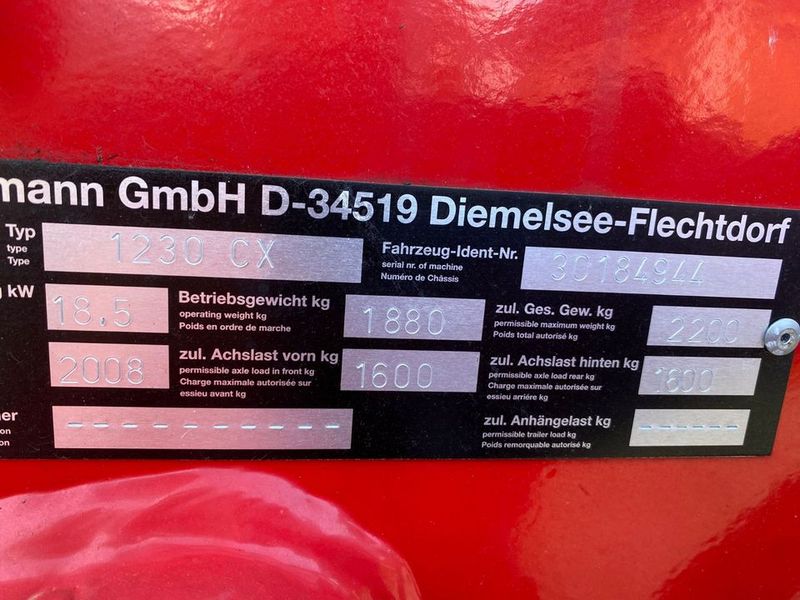 mann GmbH D-34519 Diemelsee-Flechtdorf
Typ
type
Type
1230 CX
Fahrzeug-Ident-Nr.
serial nr. of machine
Numéro de Châssis
30184944
kW
18.5
Betriebsgewicht kg
operating weight kg
Poids en ordre de marche
1880
zul. Ges. Gew. kg
permissible maximum weight kg
Poids total autorisé kg
2200
2008
zul. Achslast vorn kg
permissible axle load in front kg
Charge maximale autorisée sur
essieu avant kg
1600
zul. Achslast hinten kg
permissible axle load rear kg
Charge maximale autorisée sur
essieu arriére kg
1600
---------
zul. Anhängelast kg
permissible trailer load kg
Poids remorquable autorisé kg
------